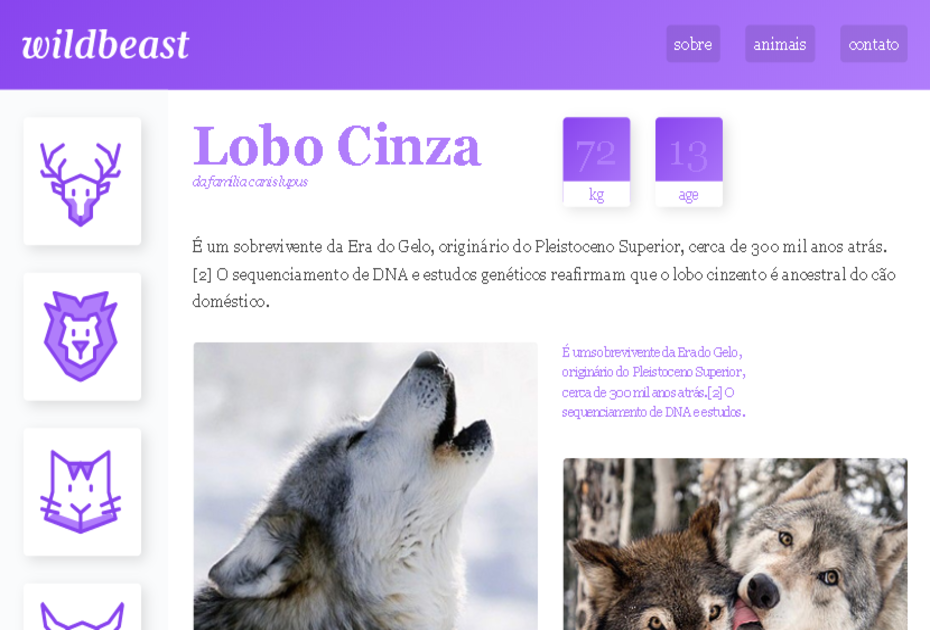 wildbeast
sobre
animais
contato
Lobo Cinza
da família canis lupus
72
kg
13
age
É um sobrevivente da Era do Gelo, originário do Pleistoceno Superior, cerca de 300 mil anos atrás.
[2] O sequenciamento de DNA e estudos genéticos reafirmam que o lobo cinzento é ancestral do cão
doméstico.
É um sobrevivente da Era do Gelo,
originário do Pleistoceno Superior,
cerca de 300 mil anos atrás.[2] O
sequenciamento de DNA e estudos.